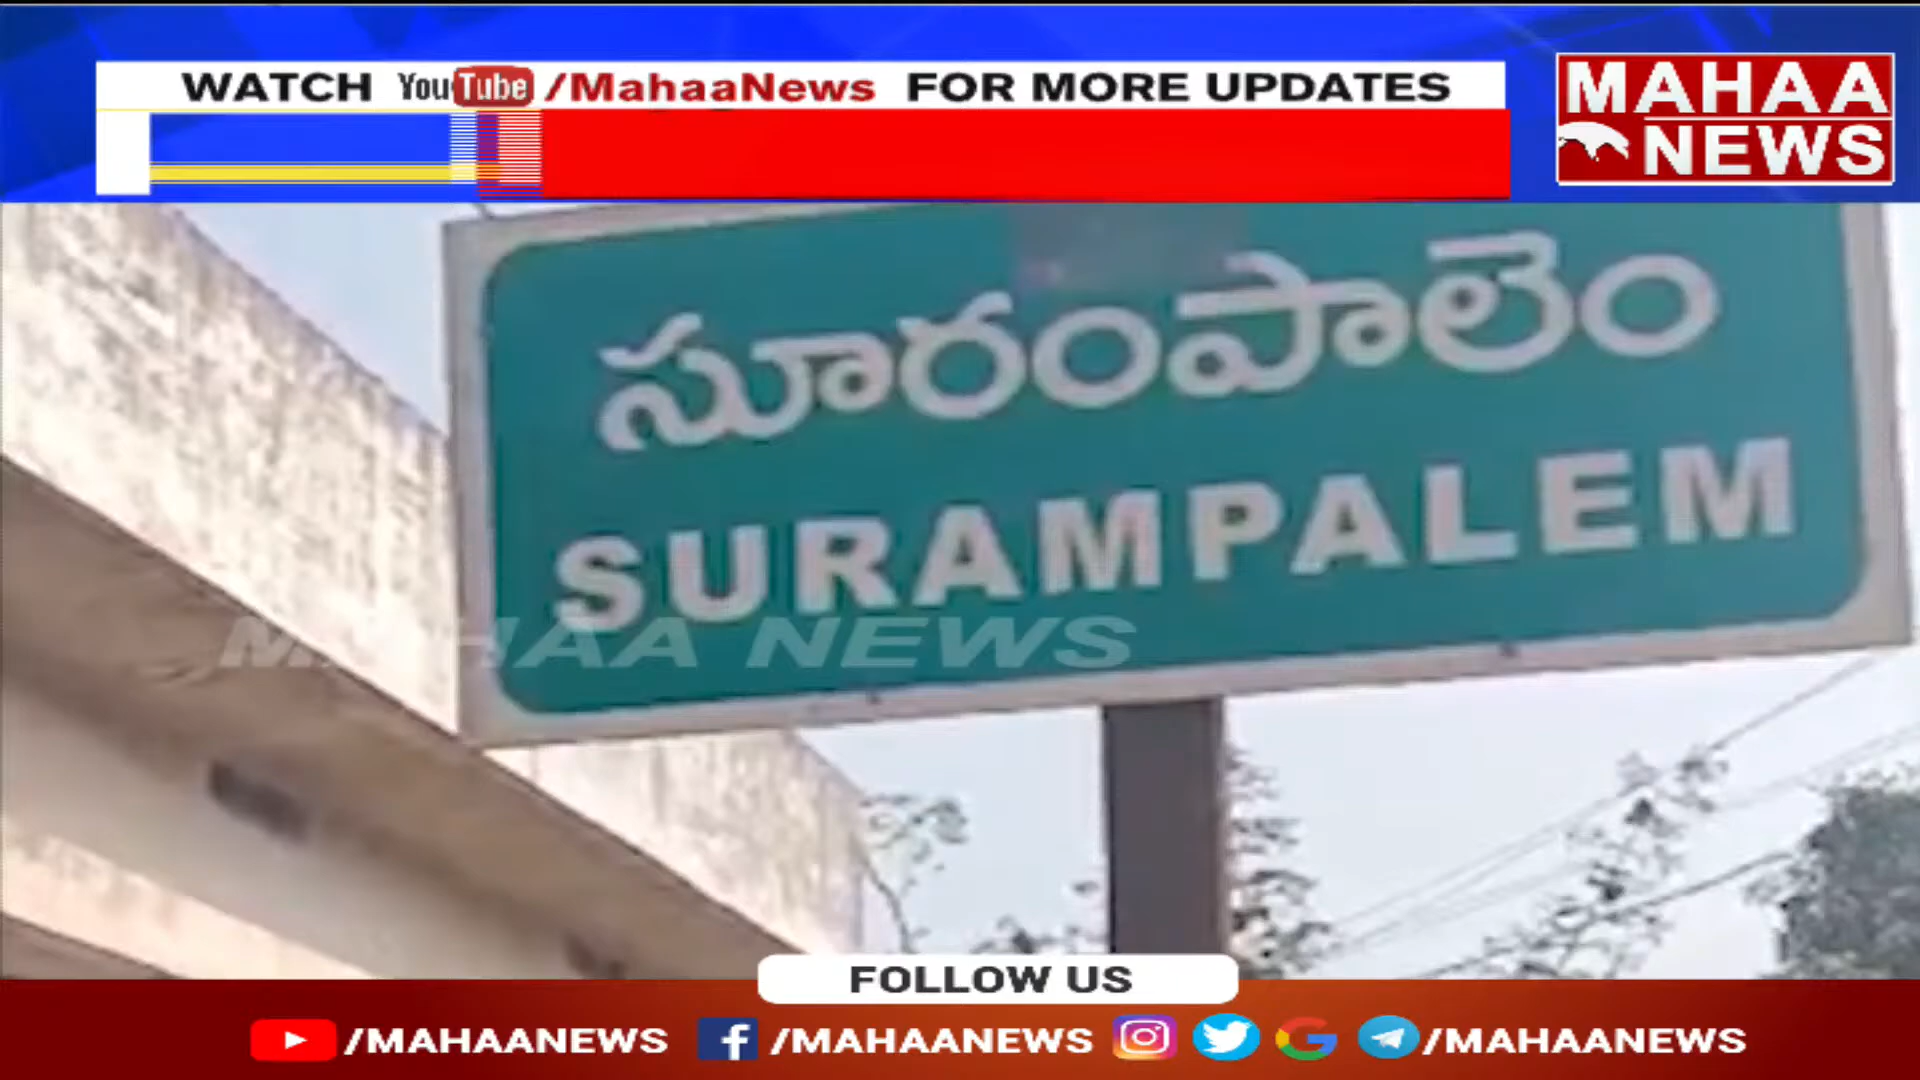 WATCH YouTube /MahaaNews FOR MORE UPDATES
MAHAA
NEWS
సూరంపాలెం
SURAMPALEM
MAHAA NEWS
FOLLOW US
/MAHAANEWS f /MAHAANEWS G /MAHAANEWS